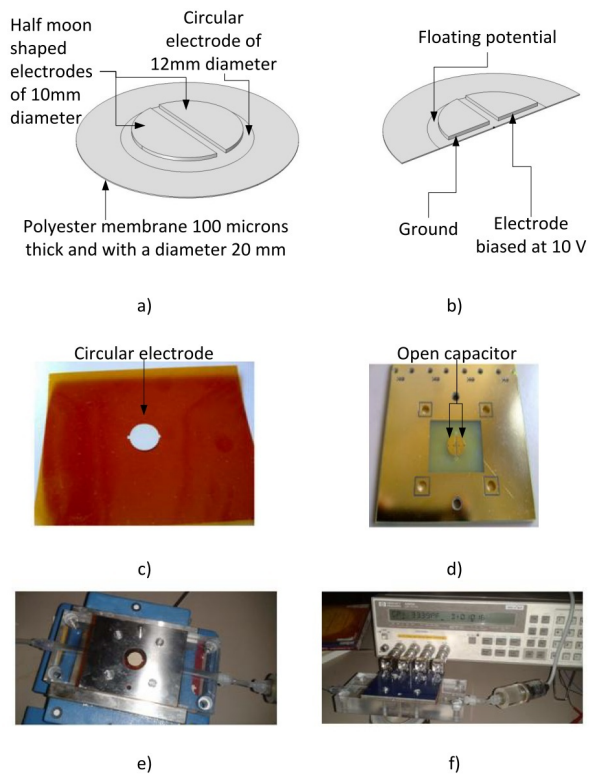 Half moon
shaped
electrodes
of 10mm
diameter
Circular
electrode of
12mm diameter
Polyester membrane 100 microns
thick and with a diameter 20 mm
a)
Floating potential
Ground
Electrode
biased at 10 V
b)
Circular electrode
c)
Open capacitor
d)
e)
f)